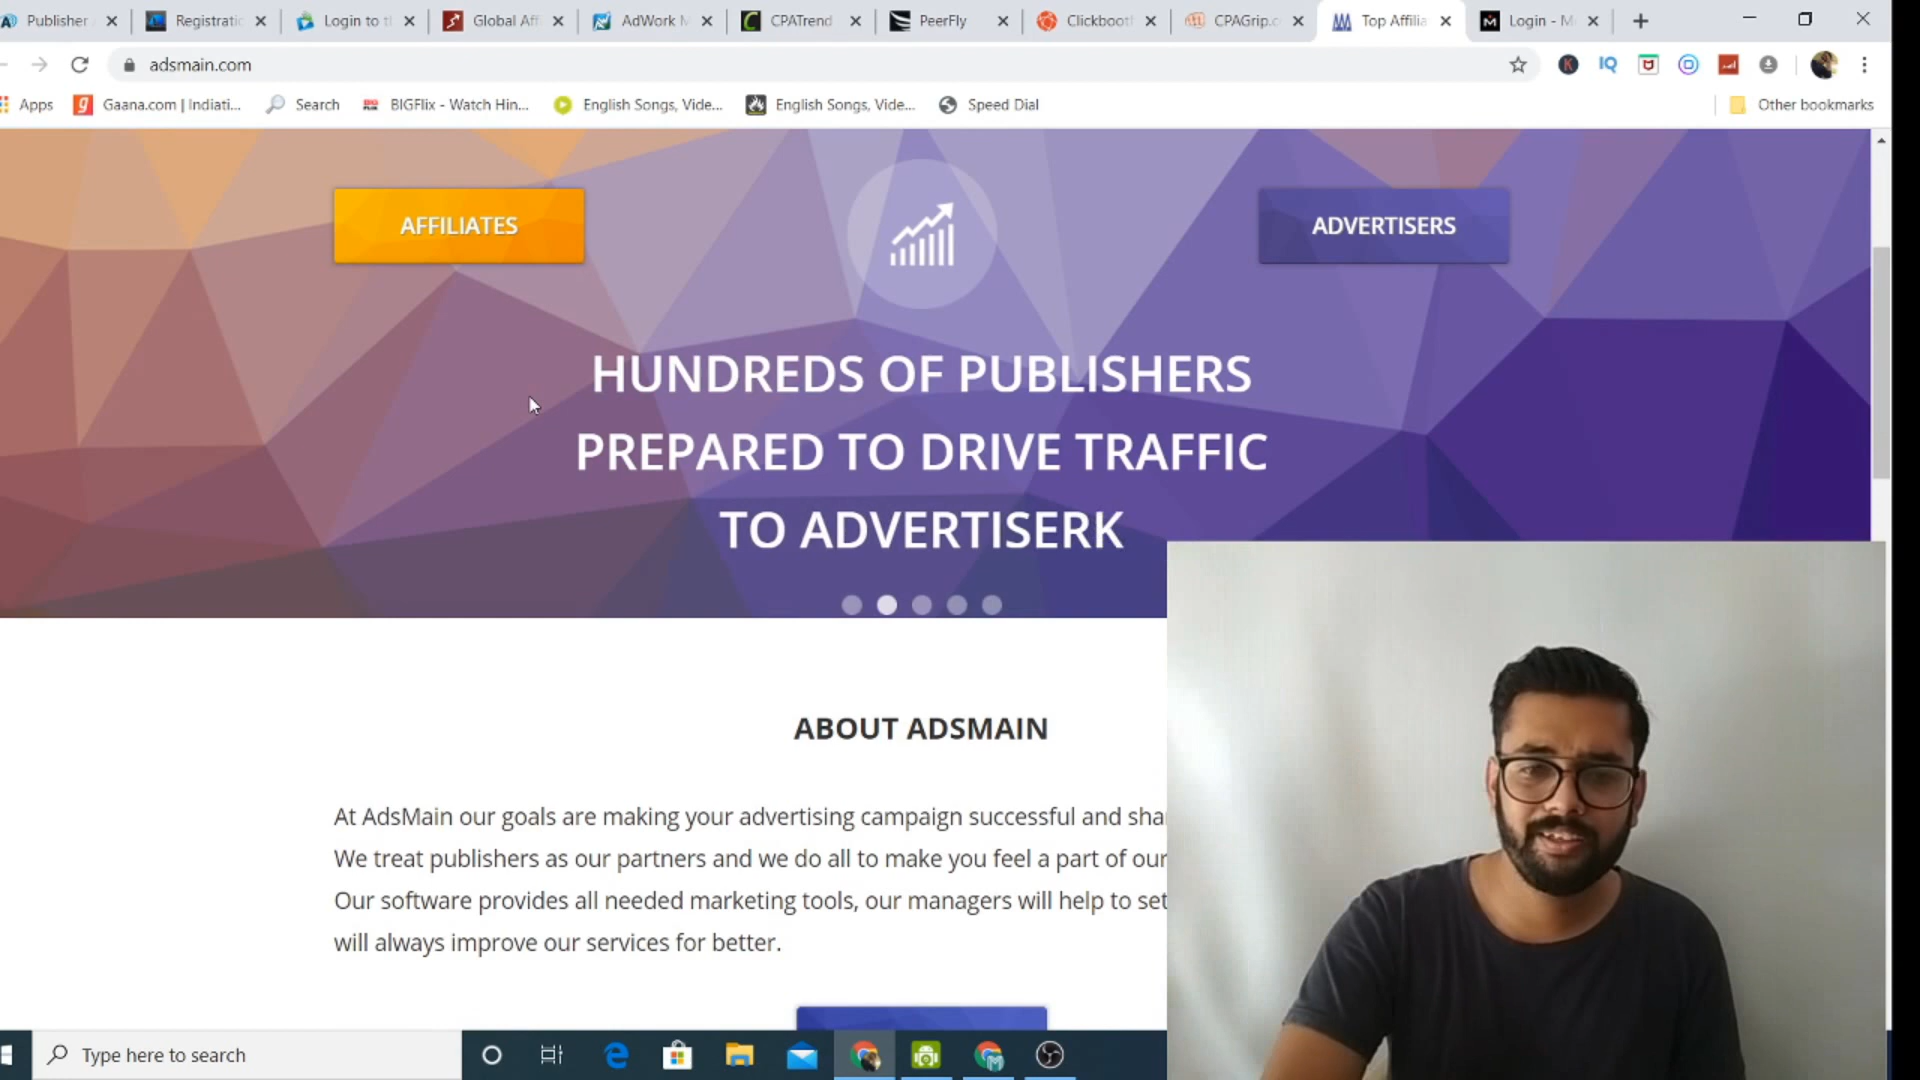 Publisher
Registratio
Login to t
Global Aff
AdWork M
CPATrend
PeerFly
Clickboot
CPAGrip.c
Top Affilia
Login - M
adsmain.com
Apps
Gaana.com | Indiati...
Search
BIGFlix - Watch Hin...
English Songs, Vide...
English Songs, Vide...
Speed Dial
Other bookmarks
AFFILIATES
ADVERTISERS
HUNDREDS OF PUBLISHERS
PREPARED TO DRIVE TRAFFIC
TO ADVERTISERK
ABOUT ADSMAIN
At AdsMain our goals are making your advertising campaign successful and sha
We treat publishers as our partners and we do all to make you feel a part of our
Our software provides all needed marketing tools, our managers will help to set
will always improve our services for better.
Type here to search